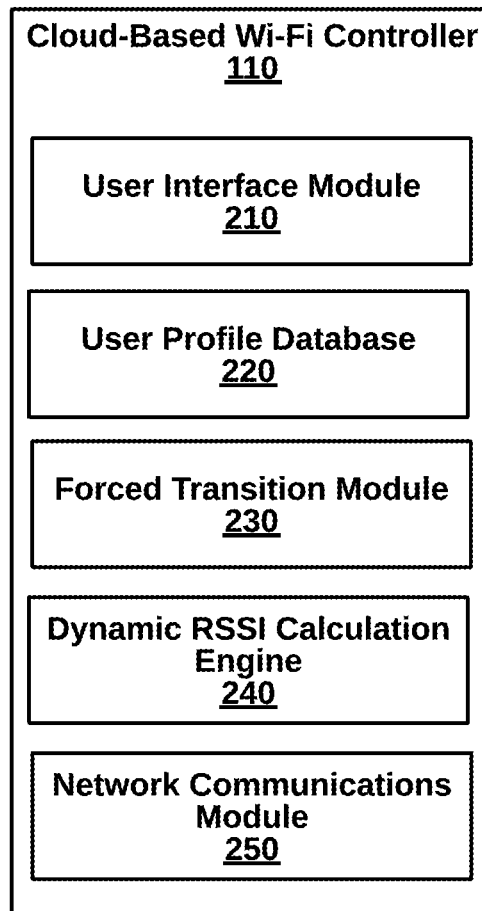 Cloud-Based Wi-Fi Controller
110
User Interface Module
210
User Profile Database
220
Forced Transition Module
230
Dynamic RSSI Calculation
Engine
240
Network Communications
Module
250